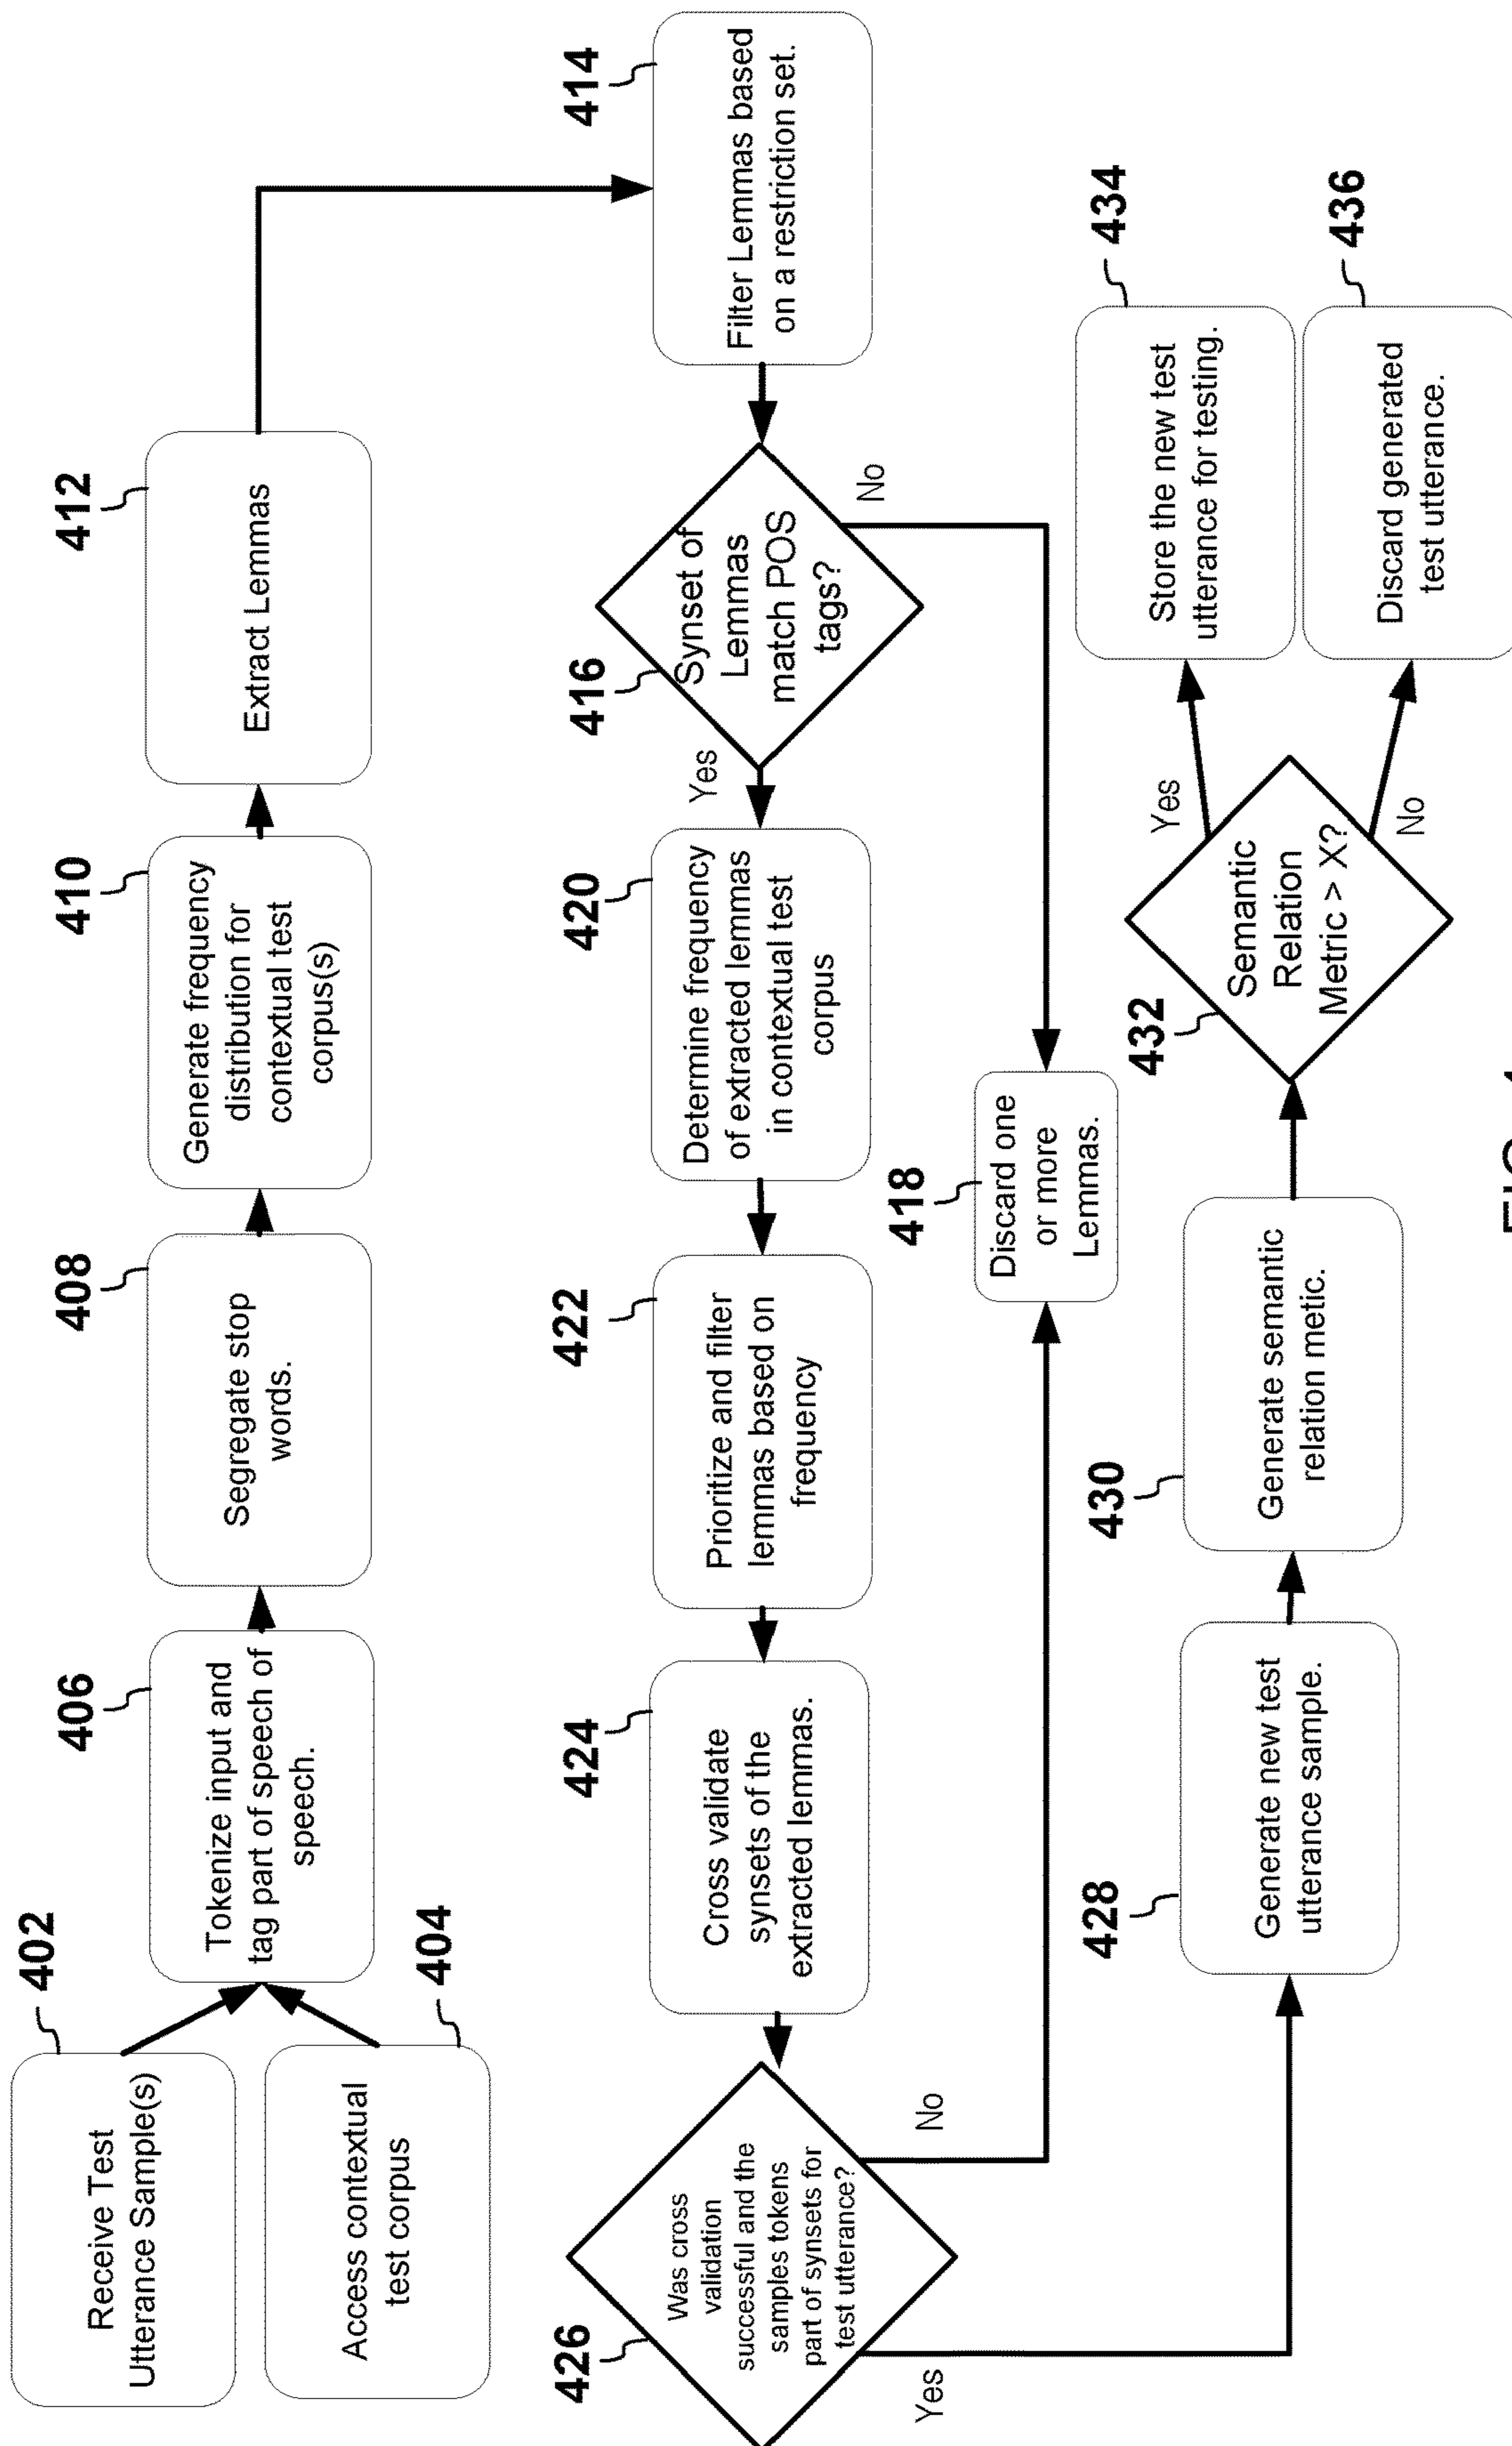 402
Receive Test
Utterance Sample(s)
404
Access contextual
test corpus
406
Tokenize input and
tag part of speech of
speech.
408
Segregate stop
words.
410
Generate frequency
distribution for
contextual test
corpus(s)
412
Extract Lemmas
414
Filter Lemmas based
on a restriction set.
416
Synset of
Lemmas
match POS
tags?
Yes
No
418
Discard one
or more
Lemmas.
420
Determine frequency
of extracted lemmas
in contextual test
corpus
422
Prioritize and filter
lemmas based on
frequency
424
Cross validate
synsets of the
extracted lemmas.
426
Was cross
validation
successful and the
samples tokens
part of synsets for
test utterance?
No
Yes
428
Generate new test
utterance sample.
430
Generate semantic
relation metic.
432
Semantic
Relation
Metric > X?
Yes
No
434
Store the new test
utterance for testing.
436
Discard generated
test utterance.